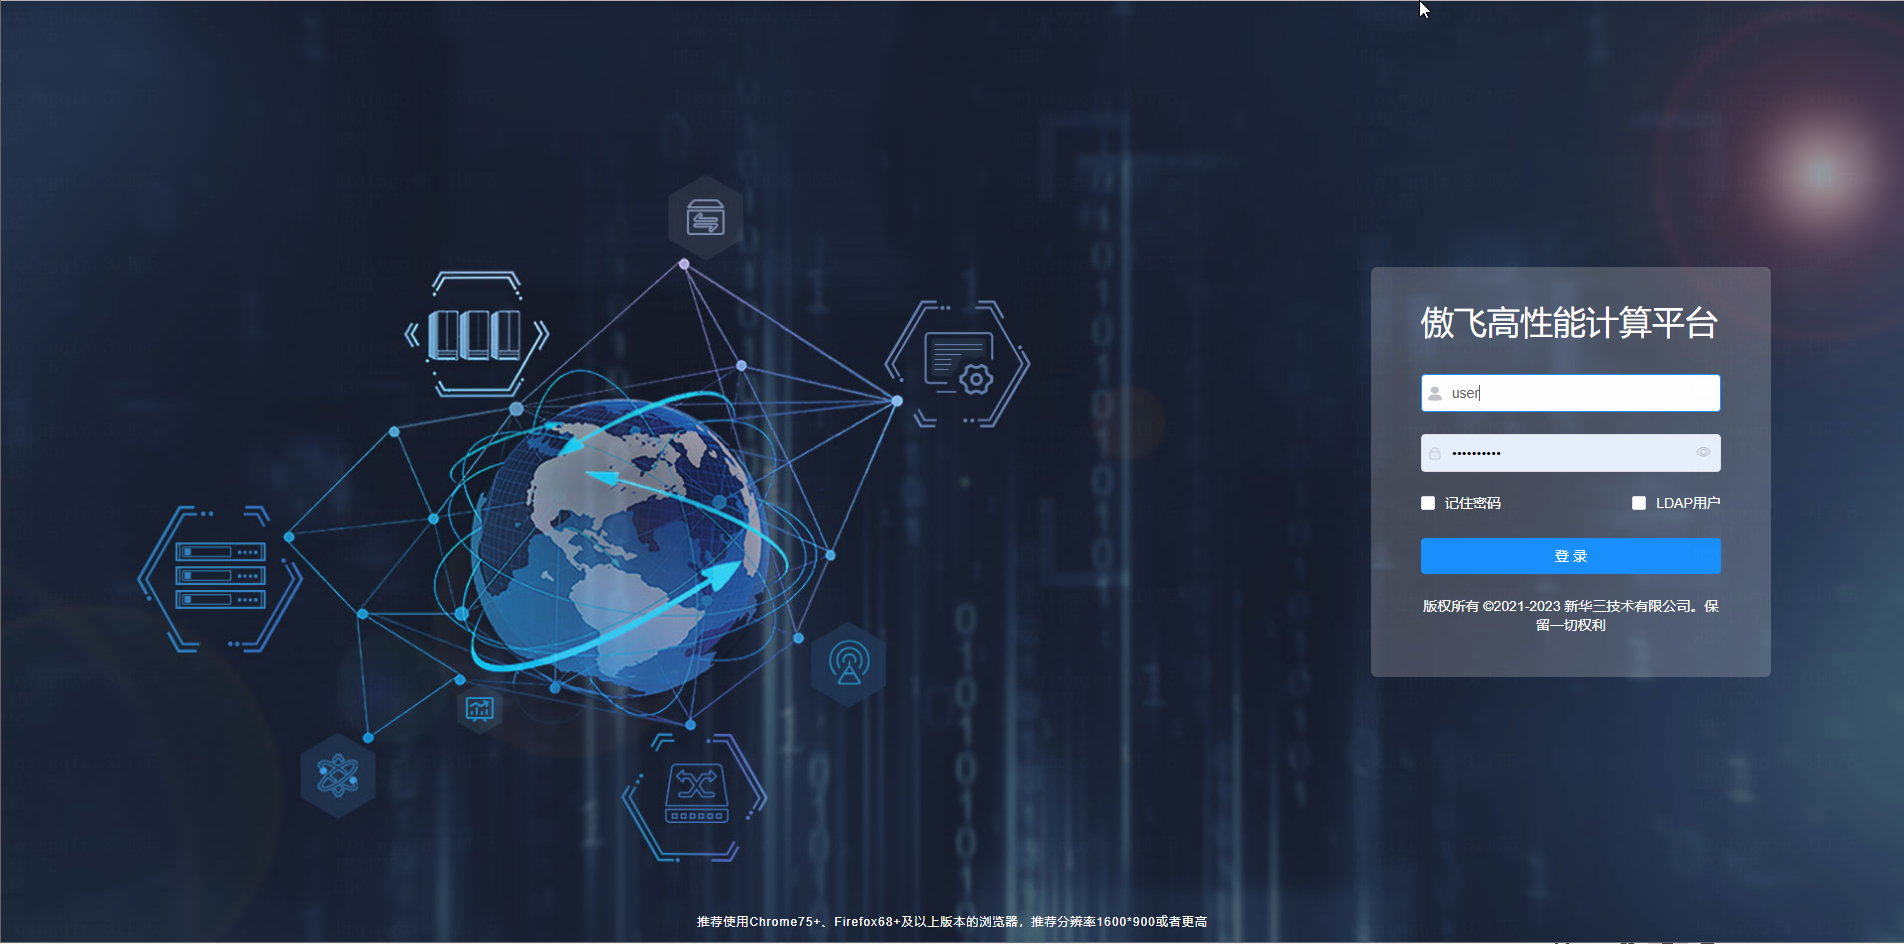 傲飞高性能计算平台
user
••••••••••
记住密码
LDAP用户
登 录
版权所有 ©2021-2023 新华三技术有限公司。保
留一切权利
推荐使用Chrome75+、Firefox68+及以上版本的浏览器，推荐分辨率1600*900或者更高